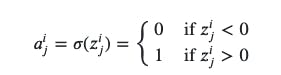 a_j^i = σ(z_j^i) = { 0 if z_j^i < 0
1 if z_j^i > 0